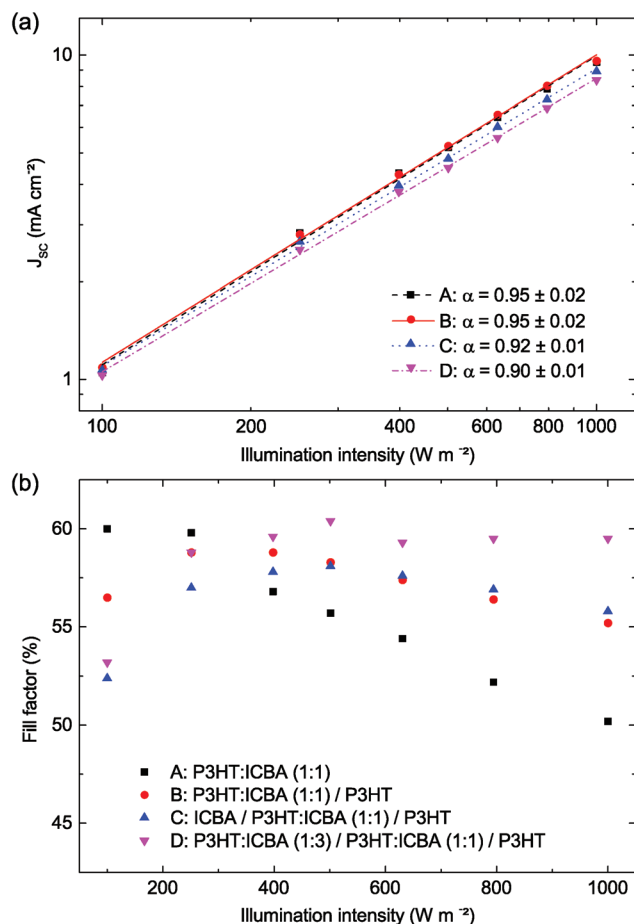 (a)
10
1
J_SC (mA cm⁻²)
A: α = 0.95 ± 0.02
B: α = 0.95 ± 0.02
C: α = 0.92 ± 0.01
D: α = 0.90 ± 0.01
100 200 400 600 800 1000
Illumination intensity (W m⁻²)
(b)
60
55
50
45
Fill factor (%)
A: P3HT:ICBA (1:1)
B: P3HT:ICBA (1:1) / P3HT
C: ICBA / P3HT:ICBA (1:1) / P3HT
D: P3HT:ICBA (1:3) / P3HT:ICBA (1:1) / P3HT
200 400 600 800 1000
Illumination intensity (W m⁻²)